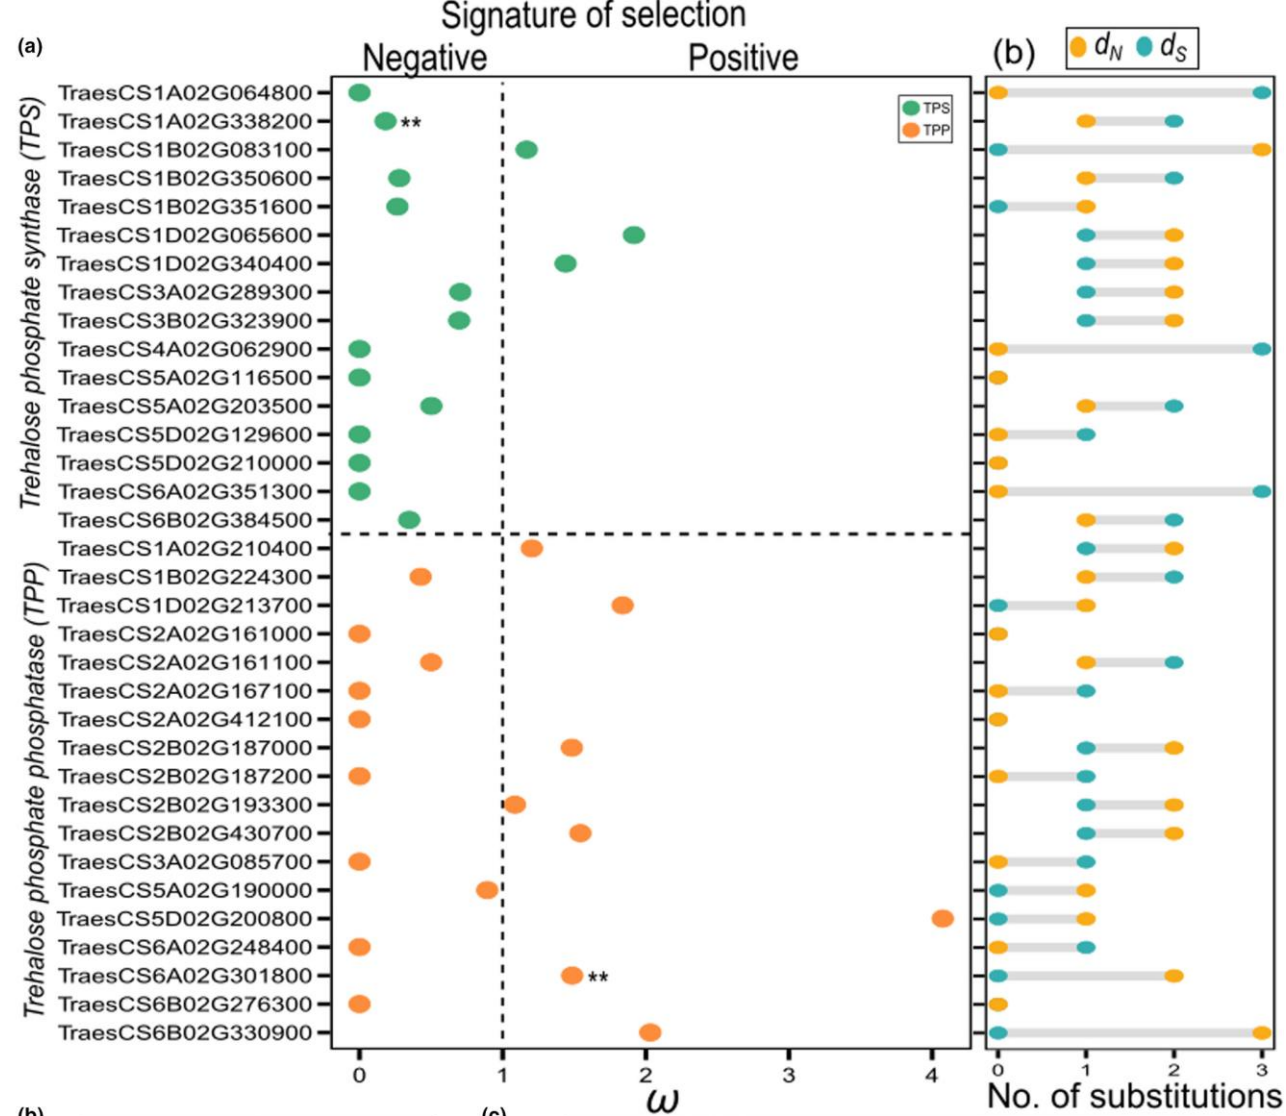 Signature of selection
(a)
Negative
Positive
(b)
dN
dS
Trehalose phosphate synthase (TPS)
TraesCS1A02G064800
TraesCS1A02G338200
**
TraesCS1B02G083100
TraesCS1B02G350600
TraesCS1B02G351600
TraesCS1D02G065600
TraesCS1D02G340400
TraesCS3A02G289300
TraesCS3B02G323900
TraesCS4A02G062900
TraesCS5A02G116500
TraesCS5A02G203500
TraesCS5D02G129600
TraesCS5D02G210000
TraesCS6A02G351300
TraesCS6B02G384500
TPS
TPP
Trehalose phosphate phosphatase (TPP)
TraesCS1A02G210400
TraesCS1B02G224300
TraesCS1D02G213700
TraesCS2A02G161000
TraesCS2A02G161100
TraesCS2A02G167100
TraesCS2A02G412100
TraesCS2B02G187000
TraesCS2B02G187200
TraesCS2B02G193300
TraesCS2B02G430700
TraesCS3A02G085700
TraesCS5A02G190000
TraesCS5D02G200800
TraesCS6A02G248400
TraesCS6A02G301800
**
TraesCS6B02G276300
TraesCS6B02G330900
0 1 2 3 4
ω
0 1 2 3
No. of substitutions
(b)
(c)